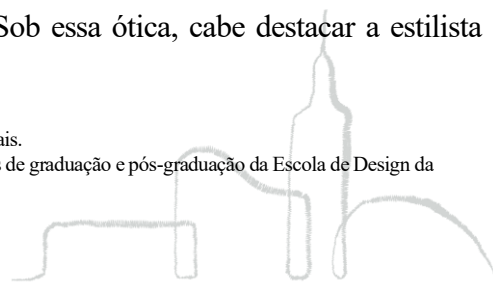 Sob essa ótica, cabe destacar a estilista
ais.
s de graduação e pós-graduação da Escola de Design da